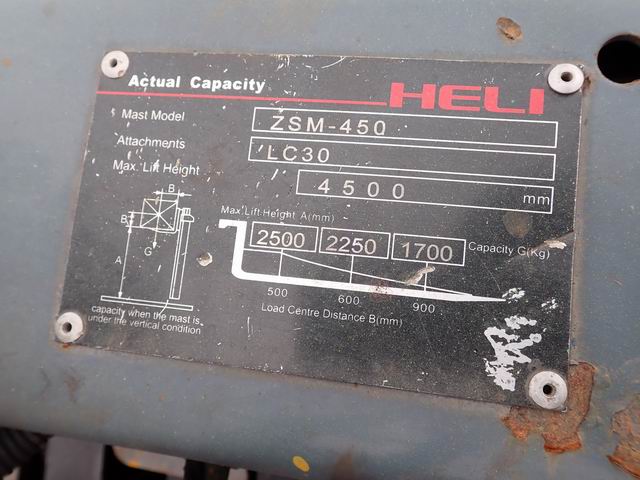 Actual Capacity
HELI
Mast Model ZSM-450
Attachments LC30
Max. Lift Height 4500 mm
B
B
G
A
capacity when the mast is
under the vertical condition
Max.Lift Height A(mm)
2500 2250 1700 Capacity G(Kg)
500 600 900
Load Centre Distance B(mm)